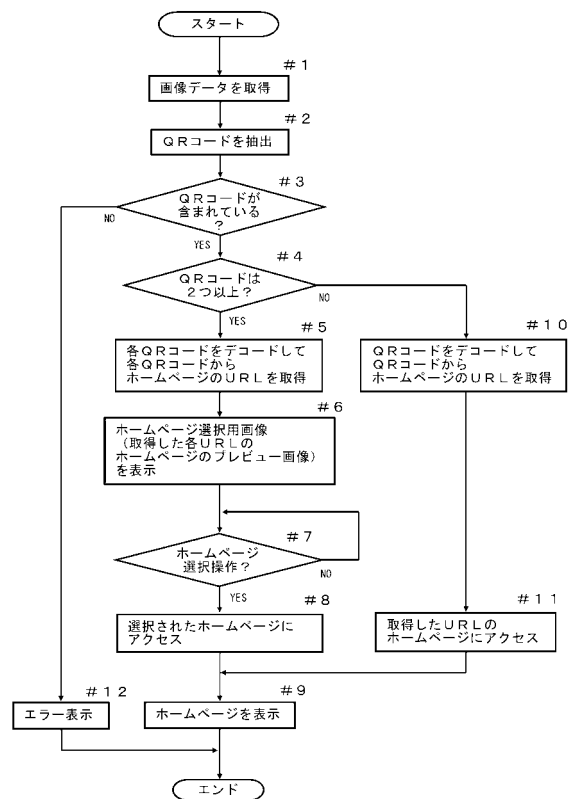 スタート
＃１
画像データを取得
＃２
ＱＲコードを抽出
＃３
ＱＲコードが
含まれている
？
NO
YES
＃４
ＱＲコードは
２つ以上？
NO
YES
＃５
各ＱＲコードをデコードして
各ＱＲコードから
ホームページのＵＲＬを取得
＃１０
ＱＲコードをデコードして
ＱＲコードから
ホームページのＵＲＬを取得
＃６
ホームページ選択用画像
（取得した各ＵＲＬの
ホームページのプレビュー画像）
を表示
＃７
ホームページ
選択操作？
NO
YES
＃８
選択されたホームページに
アクセス
＃１１
取得したＵＲＬの
ホームページにアクセス
＃１２
エラー表示
＃９
ホームページを表示
エンド